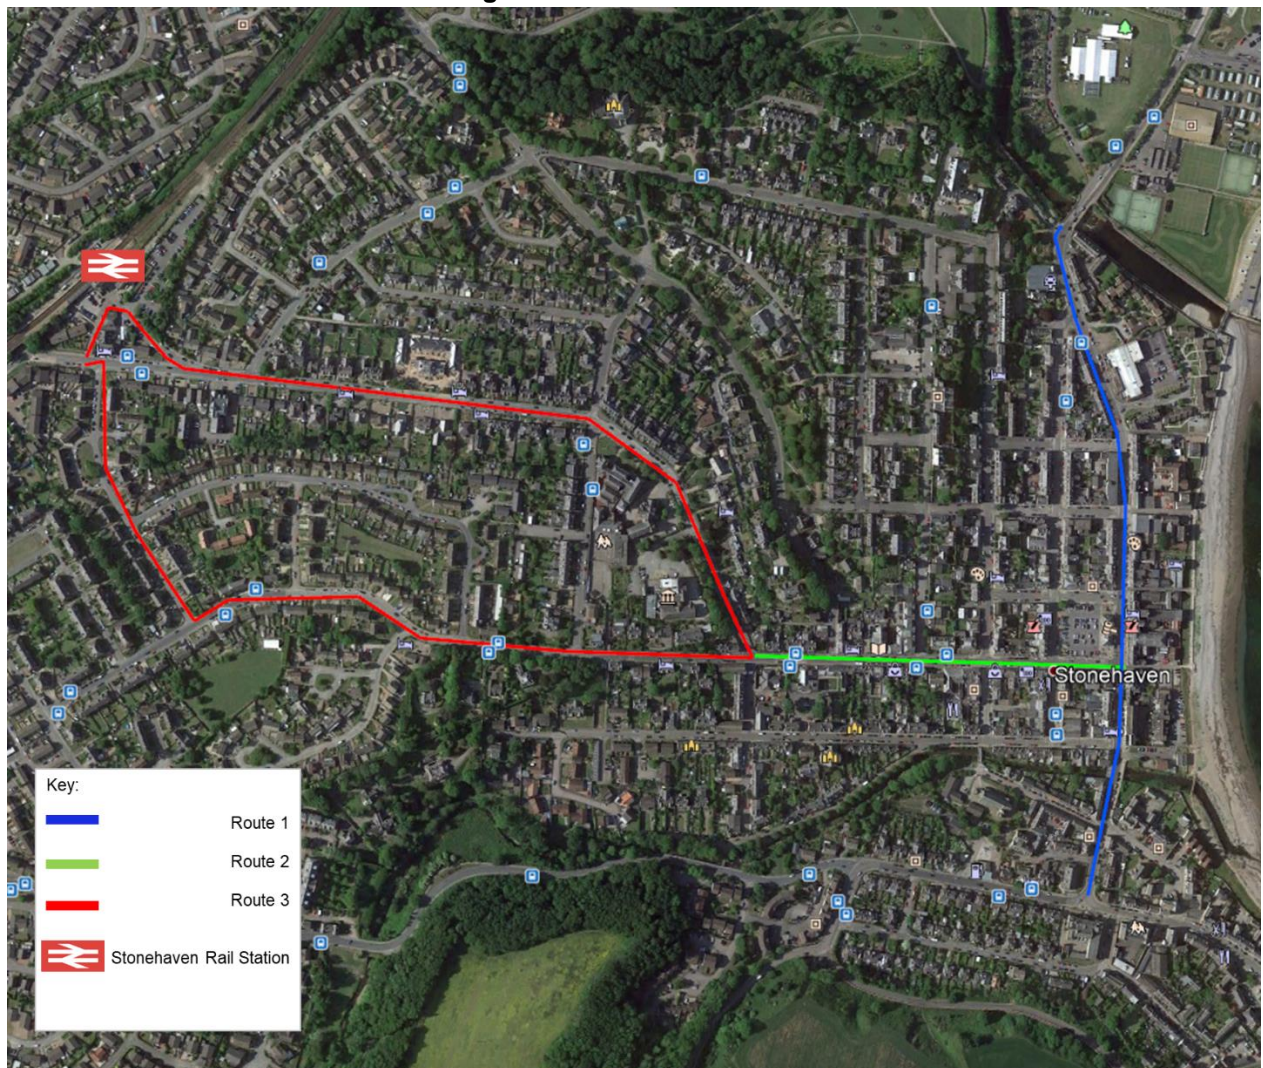 Stonehaven
Key:
Route 1
Route 2
Route 3
Stonehaven Rail Station